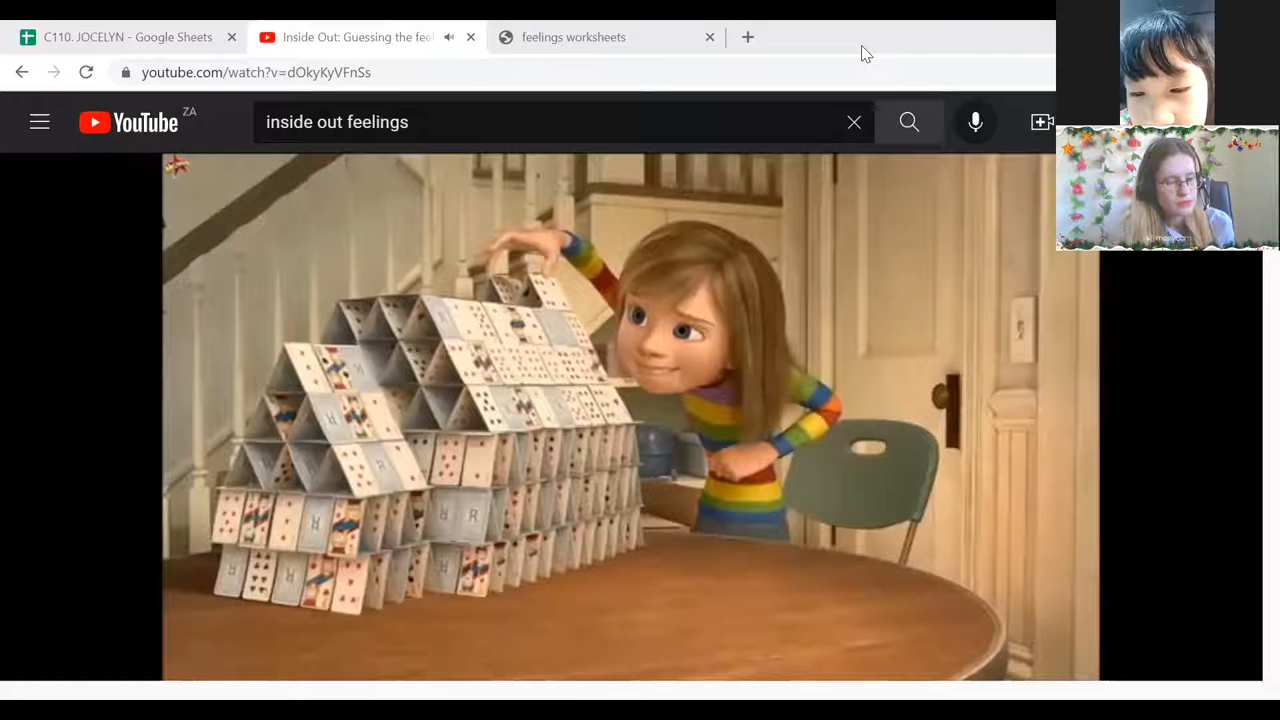 C110. JOCELYN - Google Sheets
Inside Out: Guessing the feel
feelings worksheets
youtube.com/watch?v=dOkyKyVFnSs
YouTube ZA
inside out feelings